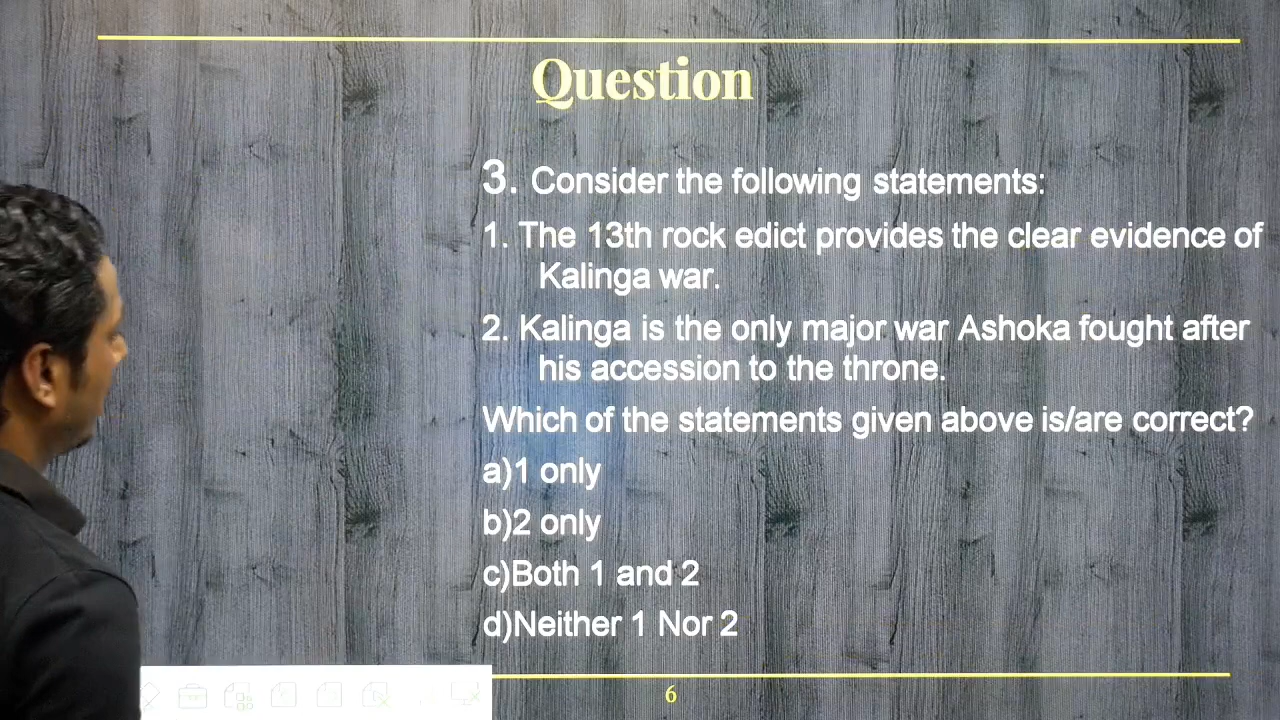 Question
3. Consider the following statements:
1. The 13th rock edict provides the clear evidence of
Kalinga war.
2. Kalinga is the only major war Ashoka fought after
his accession to the throne.
Which of the statements given above is/are correct?
a)1 only
b)2 only
c)Both 1 and 2
d)Neither 1 Nor 2
6